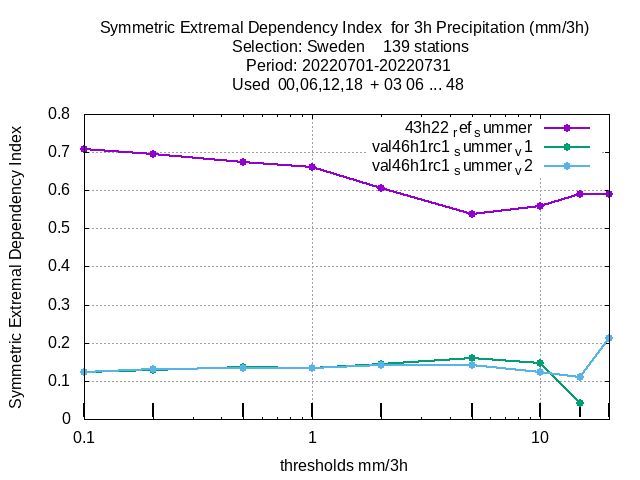 Symmetric Extremal Dependency Index for 3h Precipitation (mm/3h)
Selection: Sweden 139 stations
Period: 20220701-20220731
Used 00,06,12,18 + 03 06 ... 48
43h22 ref summer
val46h1rc1 summer v1
val46h1rc1 summer v2
Symmetric Extremal Dependency Index
0.8
0.7
0.6
0.5
0.4
0.3
0.2
0.1
0
0.1 1 10
thresholds mm/3h